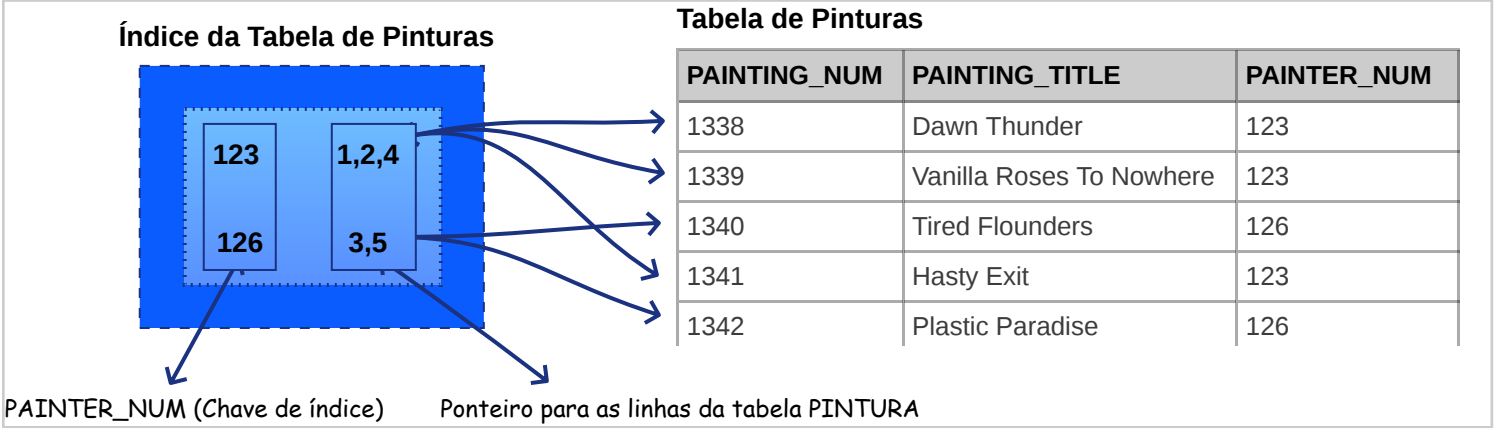 Índice da Tabela de Pinturas
123 1,2,4
126 3,5
PAINTER_NUM (Chave de índice)
Ponteiro para as linhas da tabela PINTURA
Tabela de Pinturas
PAINTING_NUM PAINTING_TITLE PAINTER_NUM
1338 Dawn Thunder 123
1339 Vanilla Roses To Nowhere 123
1340 Tired Flounders 126
1341 Hasty Exit 123
1342 Plastic Paradise 126